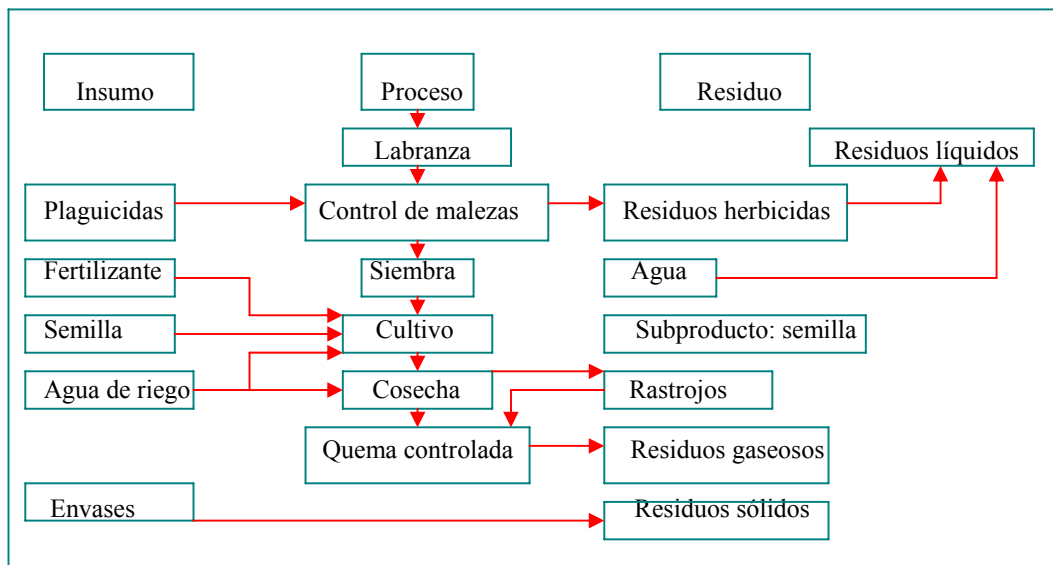 Insumo
Proceso
Residuo
Labranza
Residuos líquidos
Plaguicidas
Control de malezas
Residuos herbicidas
Fertilizante
Siembra
Agua
Semilla
Cultivo
Subproducto: semilla
Agua de riego
Cosecha
Rastrojos
Quema controlada
Residuos gaseosos
Envases
Residuos sólidos